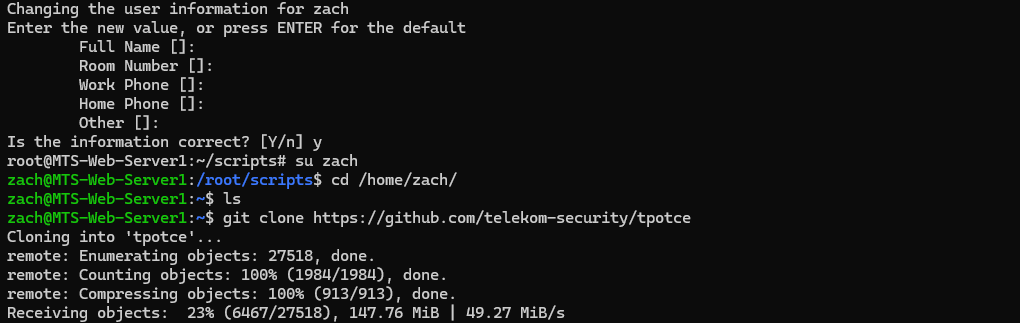 Changing the user information for zach
Enter the new value, or press ENTER for the default
        Full Name []:
        Room Number []:
        Work Phone []:
        Home Phone []:
        Other []:
Is the information correct? [Y/n] y
root@MTS-Web-Server1:~/scripts# su zach
zach@MTS-Web-Server1:/root/scripts$ cd /home/zach/
zach@MTS-Web-Server1:~$ ls
zach@MTS-Web-Server1:~$ git clone https://github.com/telekom-security/tpotce
Cloning into 'tpotce'...
remote: Enumerating objects: 27518, done.
remote: Counting objects: 100% (1984/1984), done.
remote: Compressing objects: 100% (913/913), done.
Receiving objects:  23% (6467/27518), 147.76 MiB | 49.27 MiB/s